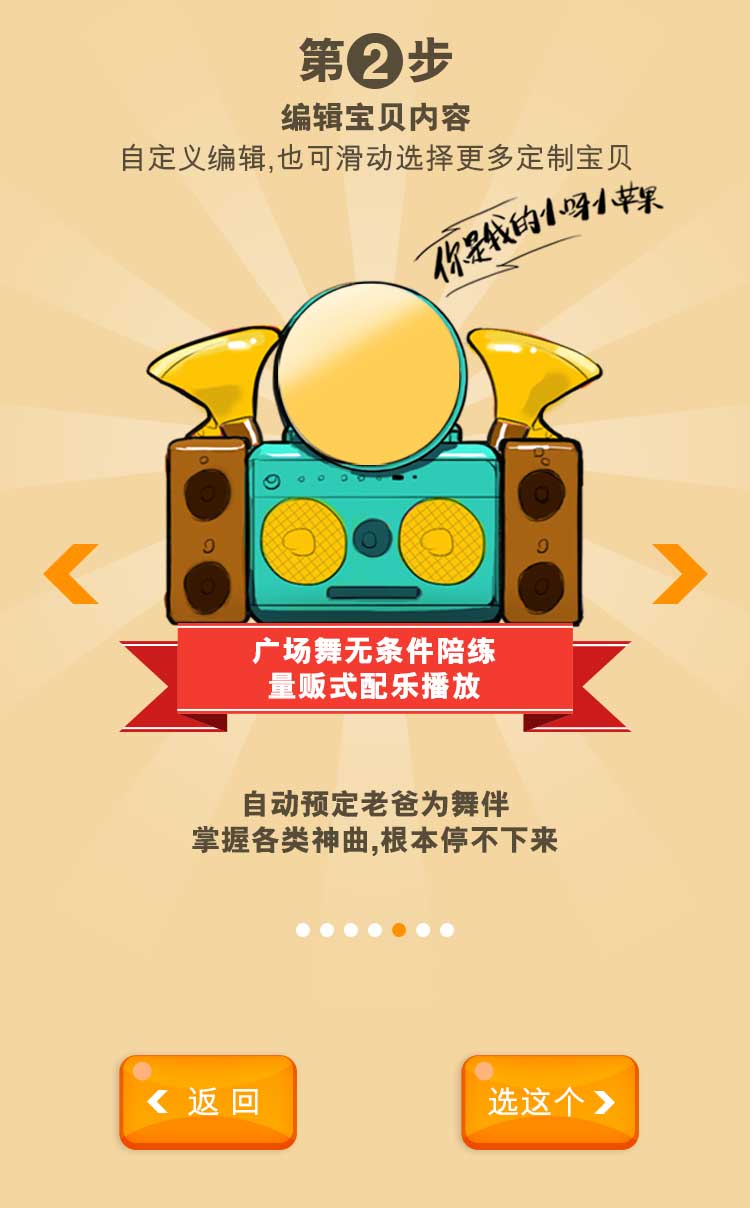 第2步
编辑宝贝内容
自定义编辑,也可滑动选择更多定制宝贝
你是我的小呀小苹果
广场舞无条件陪练
量贩式配乐播放
自动预定老爸为舞伴
掌握各类神曲,根本停不下来
返回
选这个